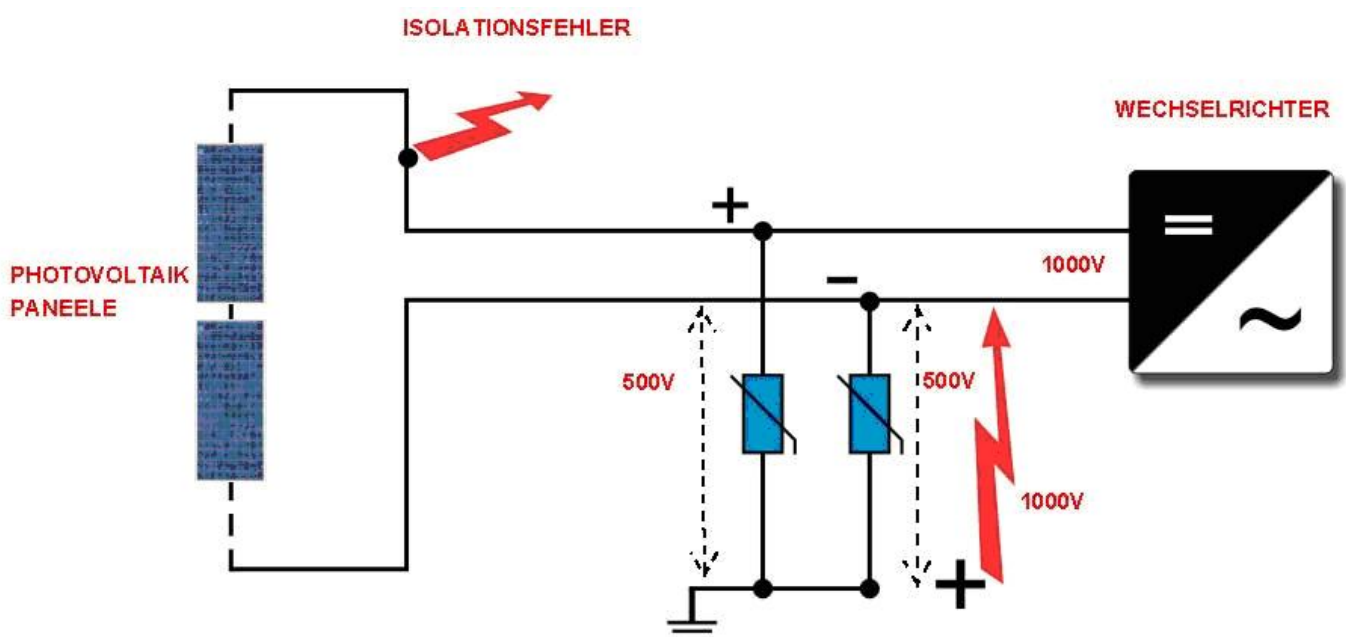 ISOLATIONSFEHLER
WECHSELRICHTER
+
PHOTOVOLTAIK
PANEELE
1000V
−
=
~
500V
500V
1000V
+